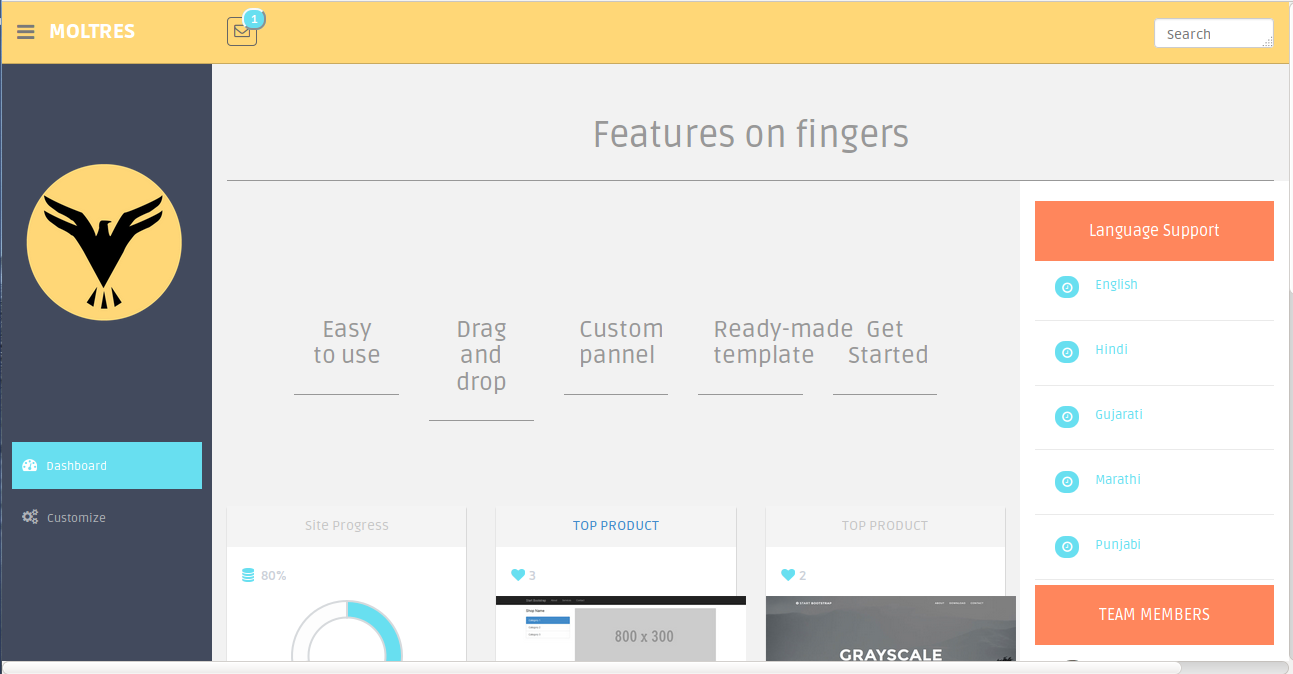 MOLTRES
1
Search
Features on fingers
Easy
to use
Drag
and
drop
Custom
pannel
Ready-made
template
Get
Started
Language Support
English
Hindi
Gujarati
Marathi
Punjabi
TEAM MEMBERS
Dashboard
Customize
Site Progress
80%
TOP PRODUCT
3
Shop Name
800 x 300
TOP PRODUCT
2
START BOOTSTRAP
GRAYSCALE